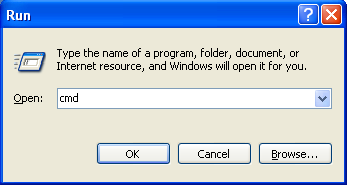 Run
Type the name of a program, folder, document, or
Internet resource, and Windows will open it for you.
Open: cmd
OK Cancel Browse...